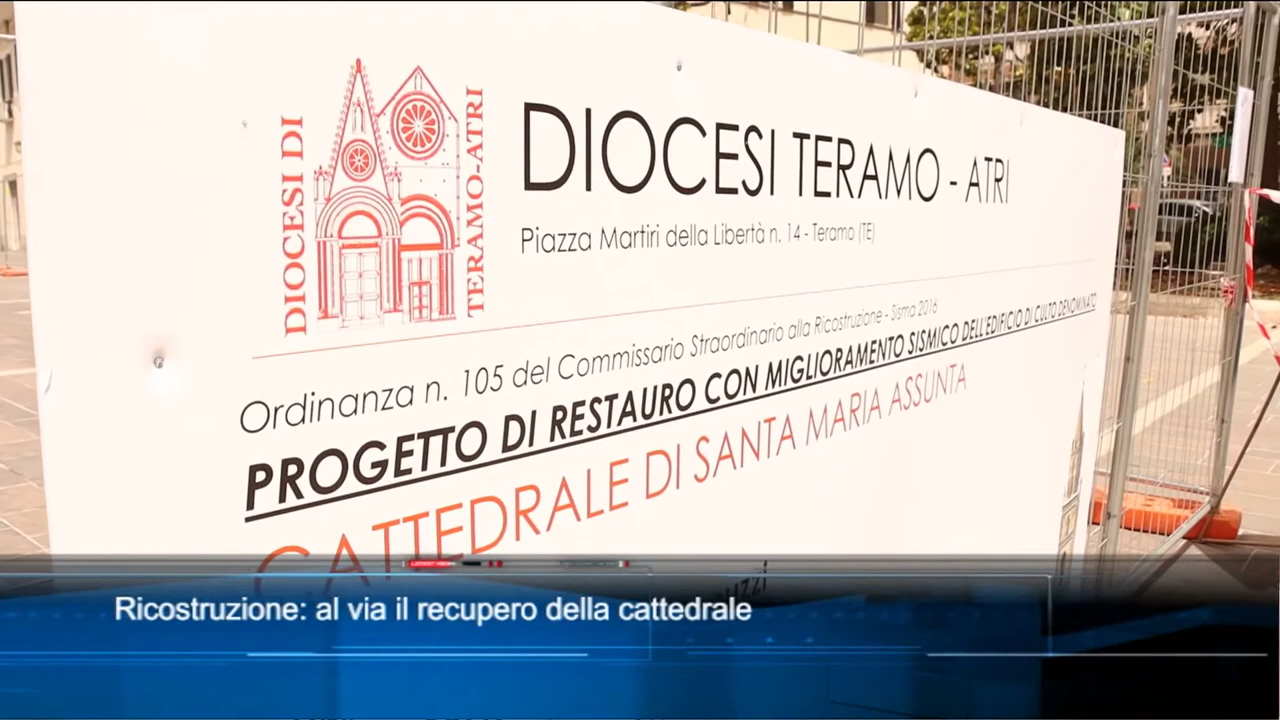 DIOCESI DI
TERAMO-ATRI
DIOCESI TERAMO - ATRI
Piazza Martiri della Libertà n. 14 - Teramo (TE)
Ordinanza n. 105 del Commissario Straordinario alla Ricostruzione - Sisma 2016
PROGETTO DI RESTAURO CON MIGLIORAMENTO SISMICO DELL'EDIFICIO DI CULTO DENOMINATO
CATTEDRALE DI SANTA MARIA ASSUNTA
Ricostruzione: al via il recupero della cattedrale